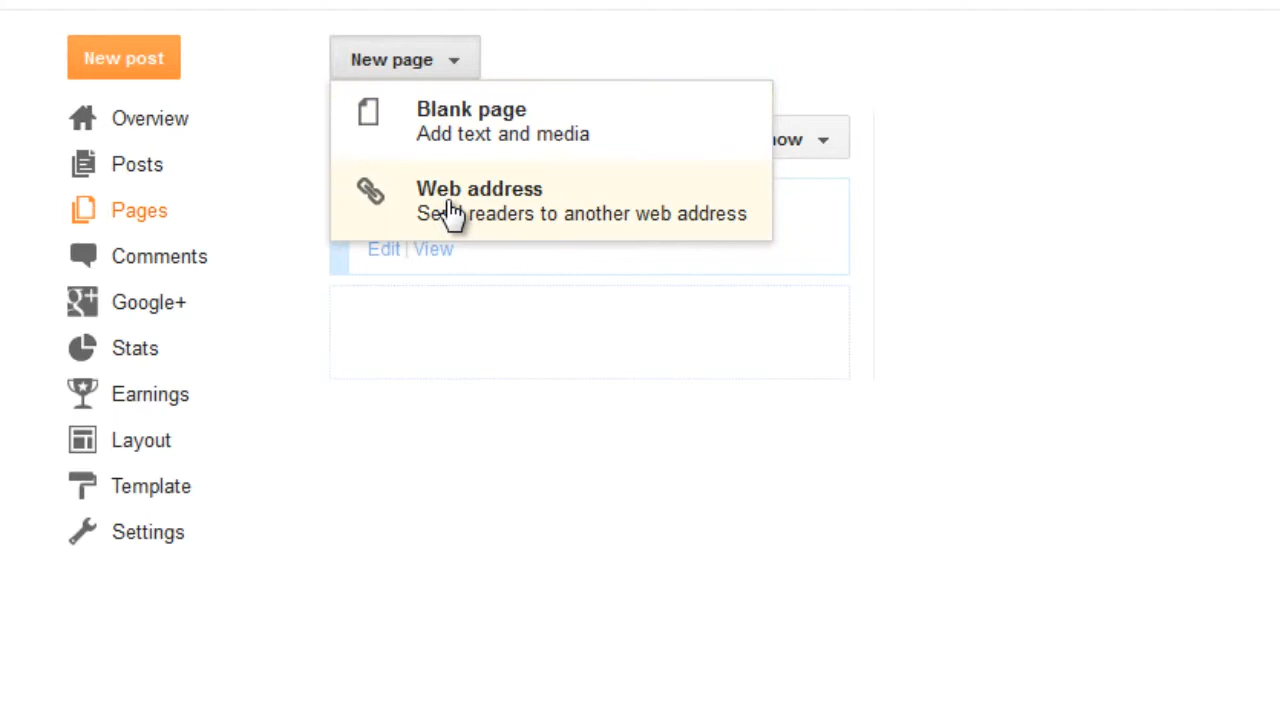 New post
Overview
Posts
Pages
Comments
Google+
Stats
Earnings
Layout
Template
Settings
New page
Blank page
Add text and media
Web address
Send readers to another web address
Edit | View